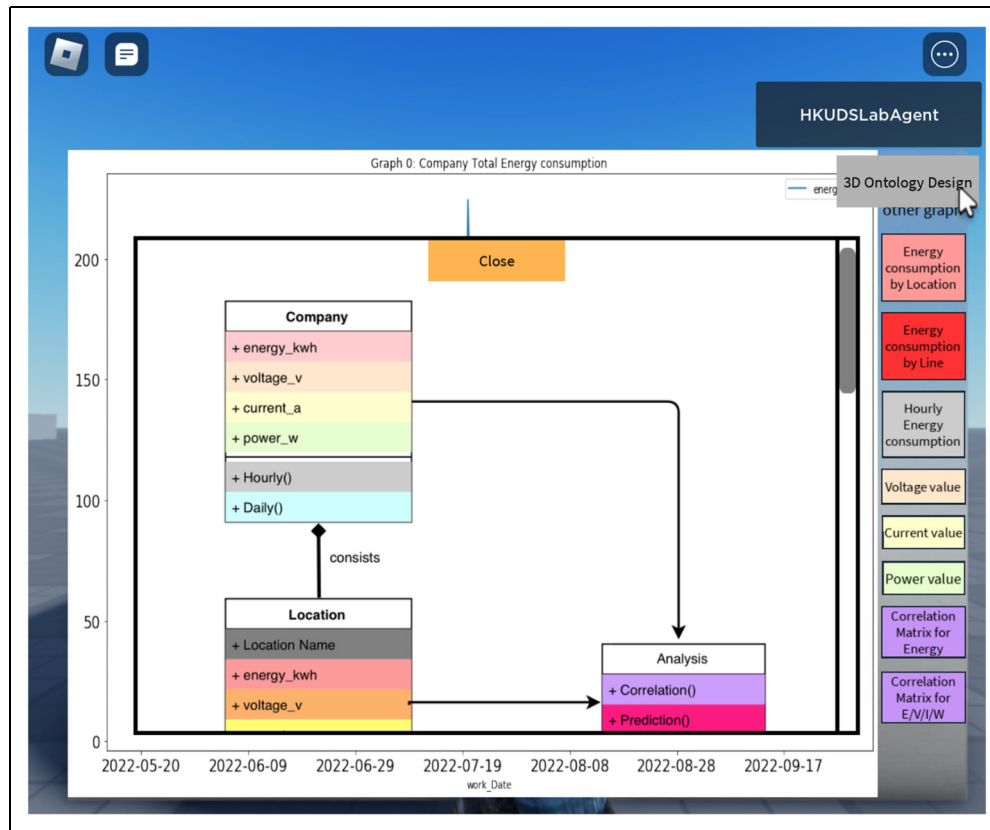 HKUDSLabAgent
Graph 0: Company Total Energy consumption
energ
3D Ontology Design
other graph
200
150
100
50
0
Close
Company
+ energy_kwh
+ voltage_v
+ current_a
+ power_w
+ Hourly()
+ Daily()
consists
Location
+ Location Name
+ energy_kwh
+ voltage_v
Analysis
+ Correlation()
+ Prediction()
Energy
consumption
by Location
Energy
consumption
by Line
Hourly
Energy
consumption
Voltage value
Current value
Power value
Correlation
Matrix for
Energy
Correlation
Matrix for
E/V/I/W
2022-05-20 2022-06-09 2022-06-29 2022-07-19 2022-08-08 2022-08-28 2022-09-17
work_Date